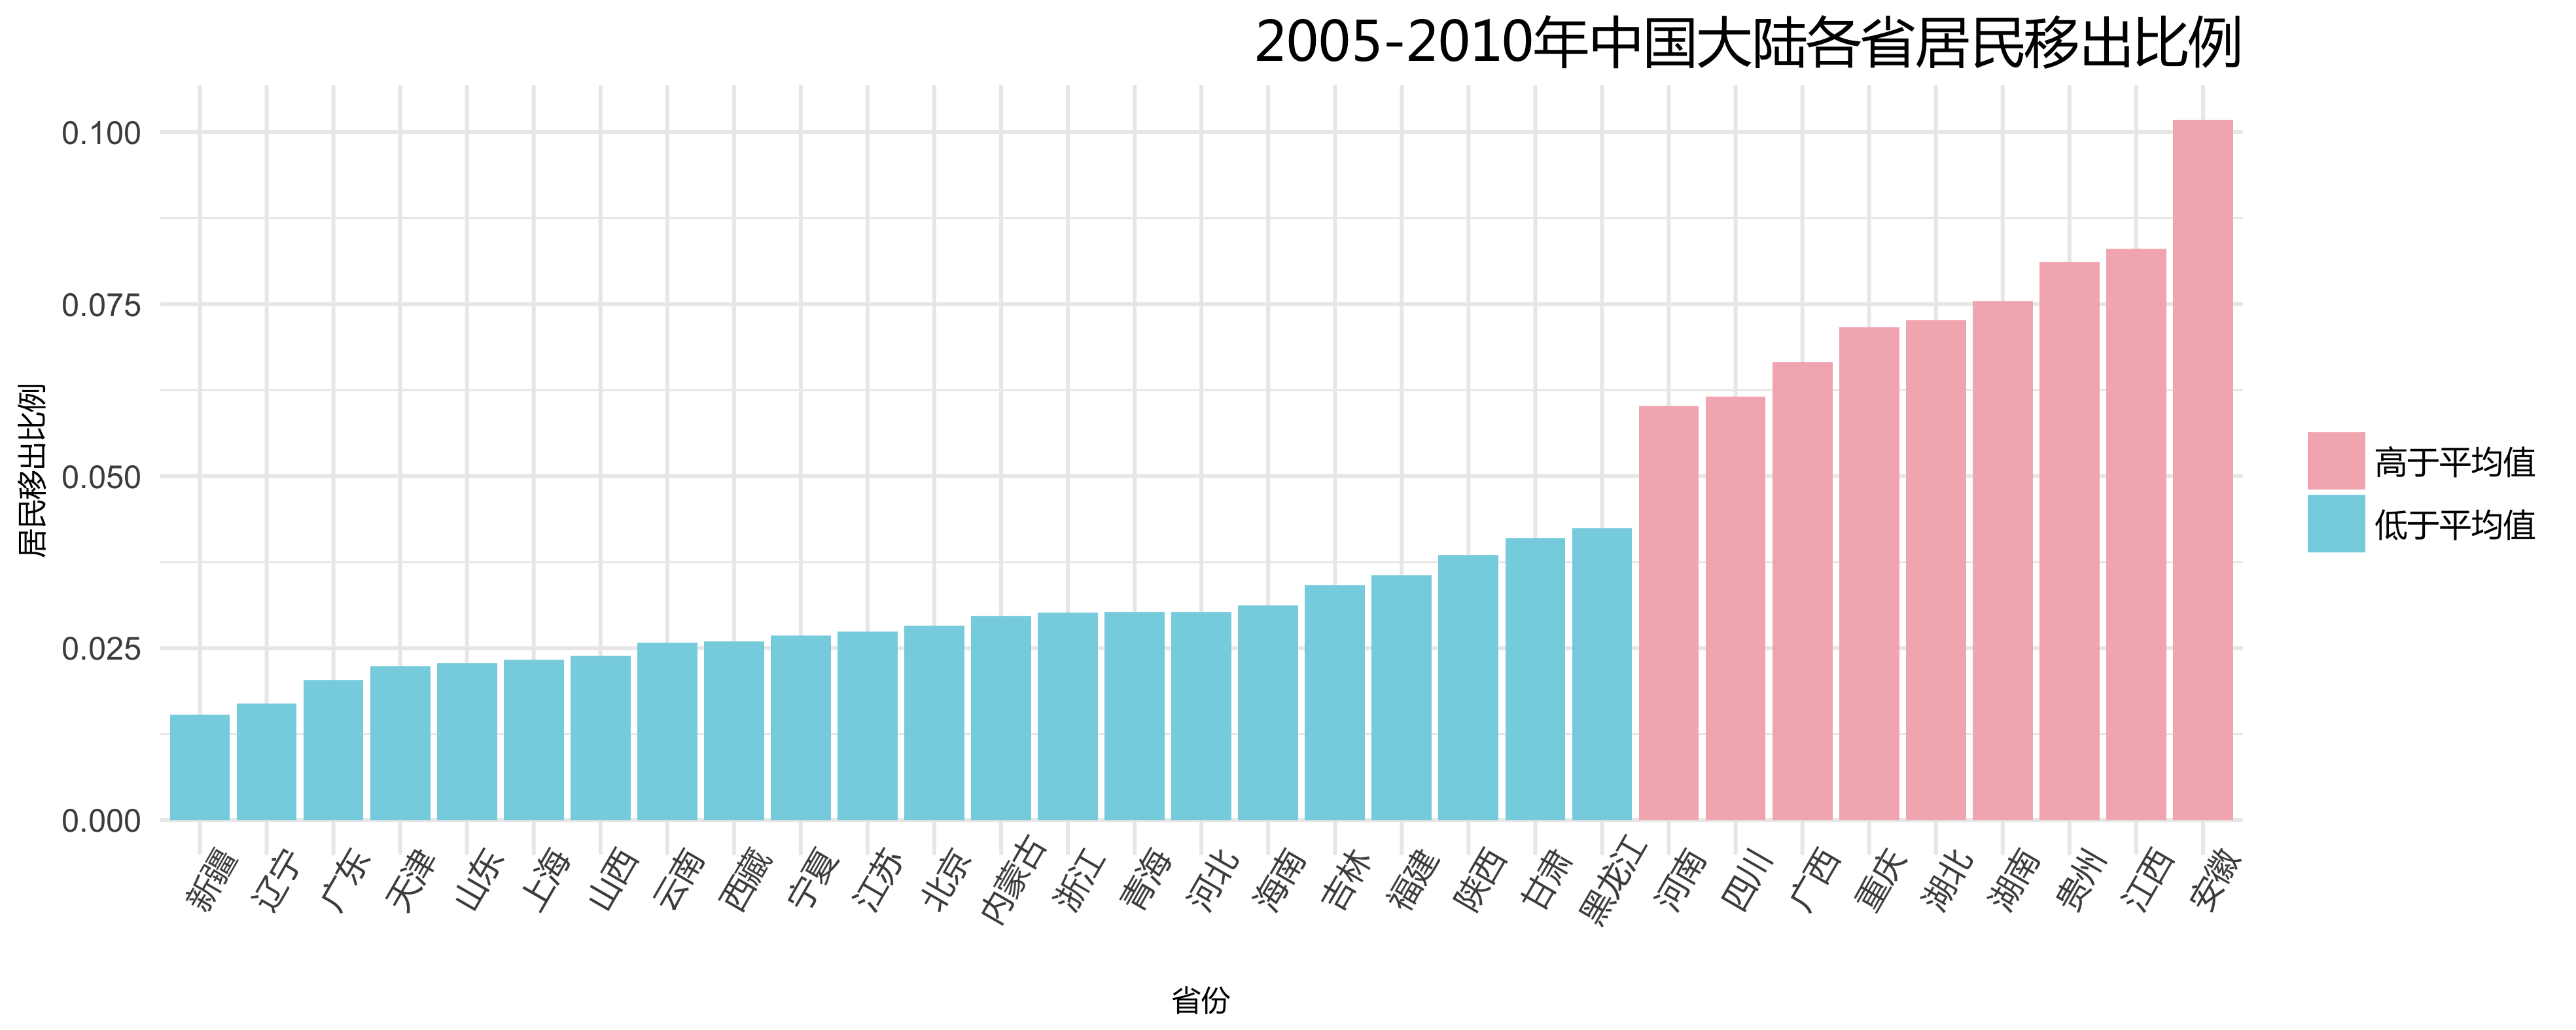 2005-2010年中国大陆各省居民移出比例
居民移出比例
0.100
0.075
0.050
0.025
0.000
新疆
辽宁
广东
天津
山东
上海
山西
云南
西藏
宁夏
江苏
北京
内蒙古
浙江
青海
河北
海南
吉林
福建
陕西
甘肃
黑龙江
河南
四川
广西
重庆
湖北
湖南
贵州
江西
安徽
省份
高于平均值
低于平均值